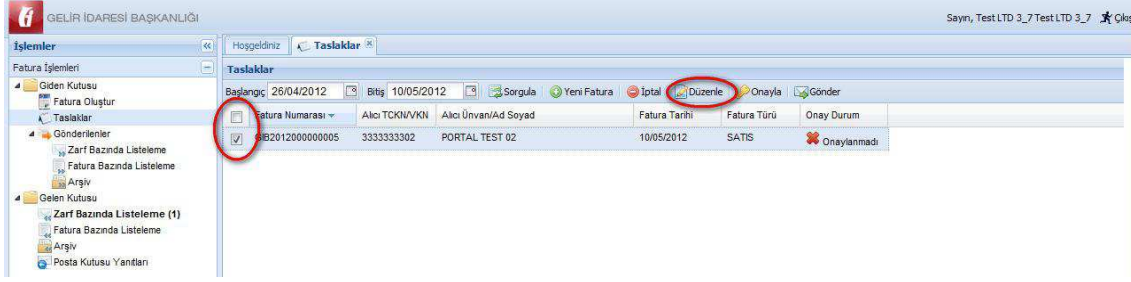 GELİR İDARESİ BAŞKANLIĞI
Sayın, Test LTD 3_7 Test LTD 3_7 Çıkış
İşlemler
Hoşgeldiniz Taslaklar
Fatura İşlemleri
Taslaklar
Giden Kutusu
Başlangıç 26/04/2012 Bitiş 10/05/2012 Sorgula Yeni Fatura İptal Düzenle Onayla Gönder
Fatura Oluştur
Taslaklar
Fatura Numarası Alıcı TCKN/VKN Alıcı Ünvan/Ad Soyad Fatura Tarihi Fatura Türü Onay Durum
Gönderilenler
GIB2012000000005 3333333302 PORTAL TEST 02 10/05/2012 SATIS Onaylanmadı
Zarf Bazında Listeleme
Fatura Bazında Listeleme
Arşiv
Gelen Kutusu
Zarf Bazında Listeleme (1)
Fatura Bazında Listeleme
Arşiv
Posta Kutusu Yanıtları